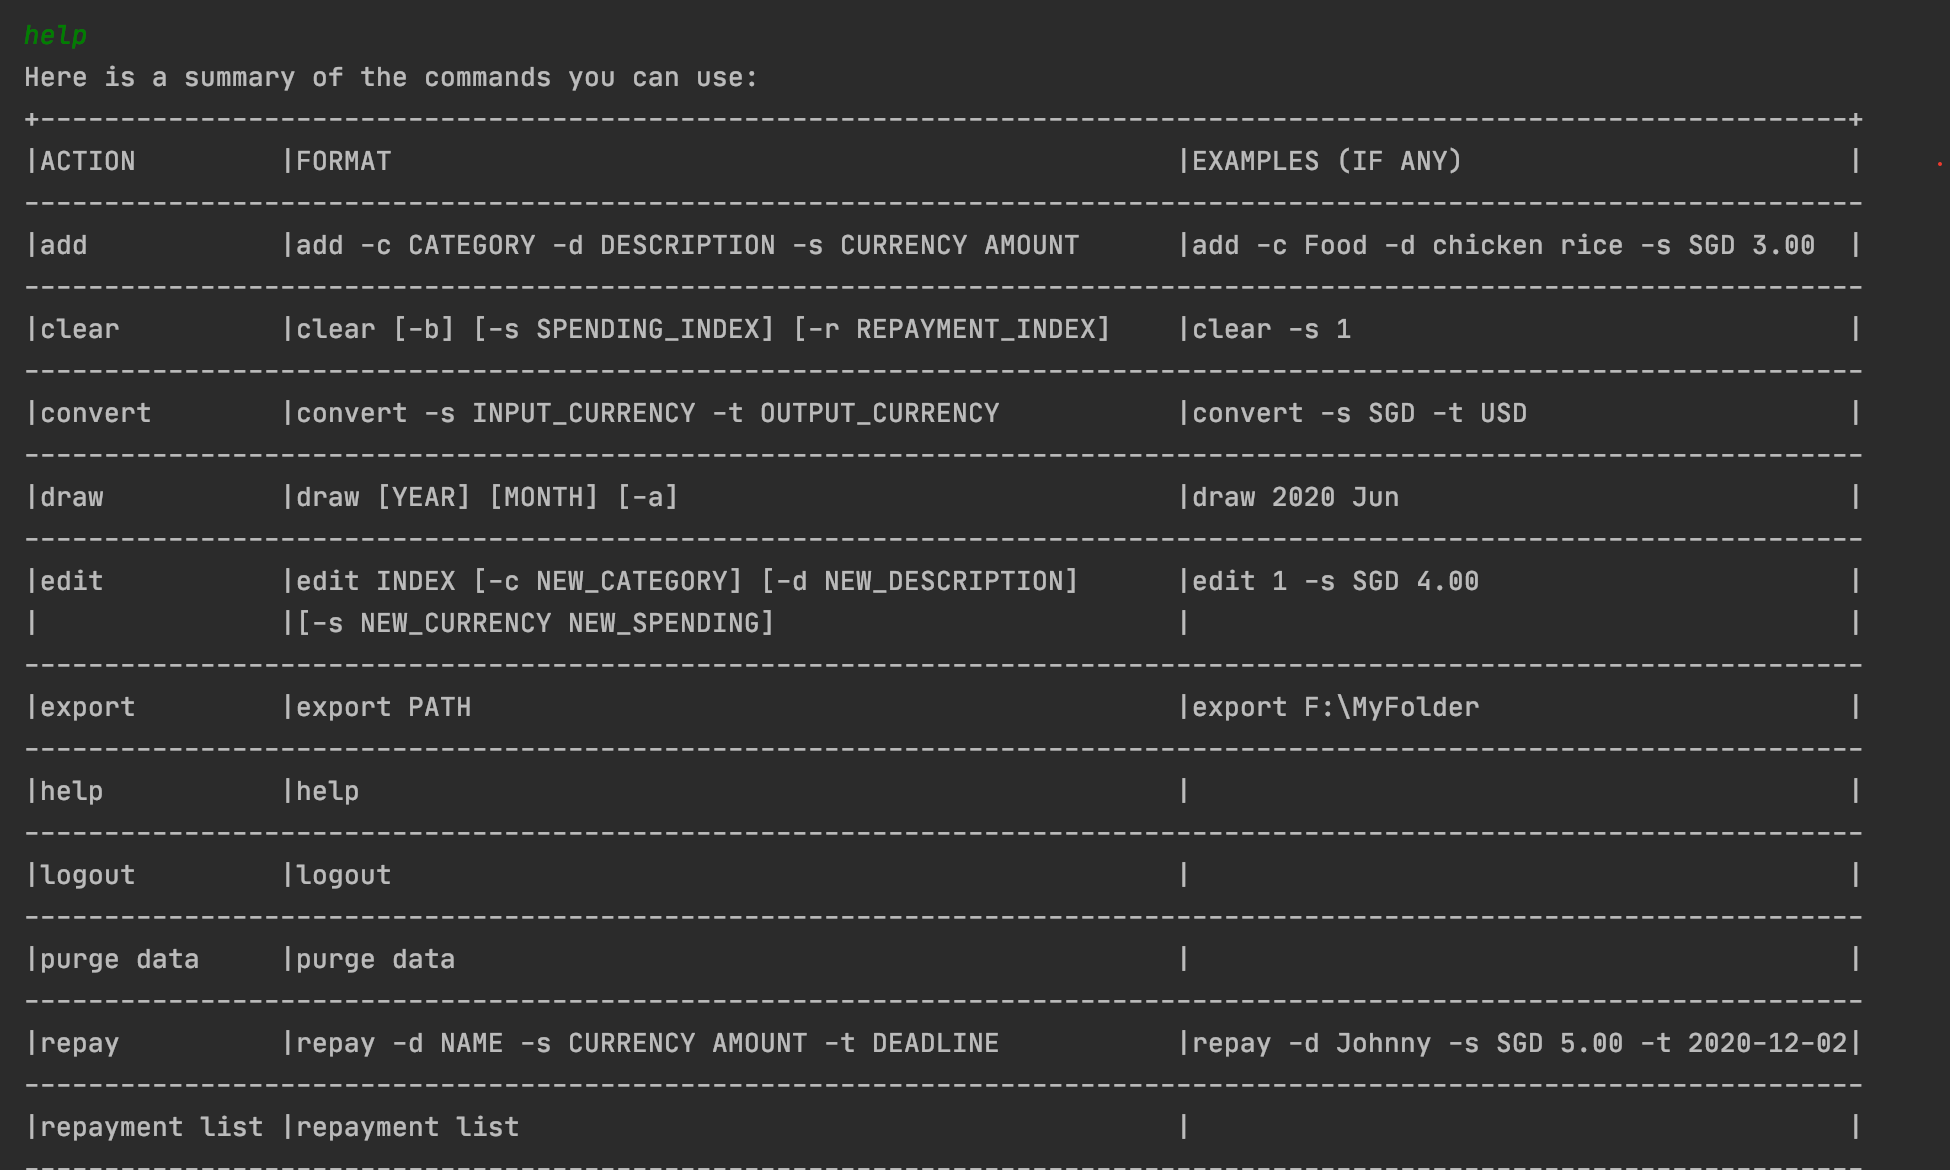 help
Here is a summary of the commands you can use:
+-----------------------------------------------------------------------------------------------------------------+
|ACTION         |FORMAT                                                 |EXAMPLES (IF ANY)                        |
-------------------------------------------------------------------------------------------------------------------
|add            |add -c CATEGORY -d DESCRIPTION -s CURRENCY AMOUNT      |add -c Food -d chicken rice -s SGD 3.00  |
-------------------------------------------------------------------------------------------------------------------
|clear          |clear [-b] [-s SPENDING_INDEX] [-r REPAYMENT_INDEX]    |clear -s 1                               |
-------------------------------------------------------------------------------------------------------------------
|convert        |convert -s INPUT_CURRENCY -t OUTPUT_CURRENCY           |convert -s SGD -t USD                    |
-------------------------------------------------------------------------------------------------------------------
|draw           |draw [YEAR] [MONTH] [-a]                               |draw 2020 Jun                            |
-------------------------------------------------------------------------------------------------------------------
|edit           |edit INDEX [-c NEW_CATEGORY] [-d NEW_DESCRIPTION]      |edit 1 -s SGD 4.00                       |
|               |[-s NEW_CURRENCY NEW_SPENDING]                         |                                         |
-------------------------------------------------------------------------------------------------------------------
|export         |export PATH                                            |export F:\MyFolder                       |
-------------------------------------------------------------------------------------------------------------------
|help           |help                                                   |                                         |
-------------------------------------------------------------------------------------------------------------------
|logout         |logout                                                 |                                         |
-------------------------------------------------------------------------------------------------------------------
|purge data     |purge data                                             |                                         |
-------------------------------------------------------------------------------------------------------------------
|repay          |repay -d NAME -s CURRENCY AMOUNT -t DEADLINE           |repay -d Johnny -s SGD 5.00 -t 2020-12-02|
-------------------------------------------------------------------------------------------------------------------
|repayment list |repayment list                                         |                                         |
-------------------------------------------------------------------------------------------------------------------